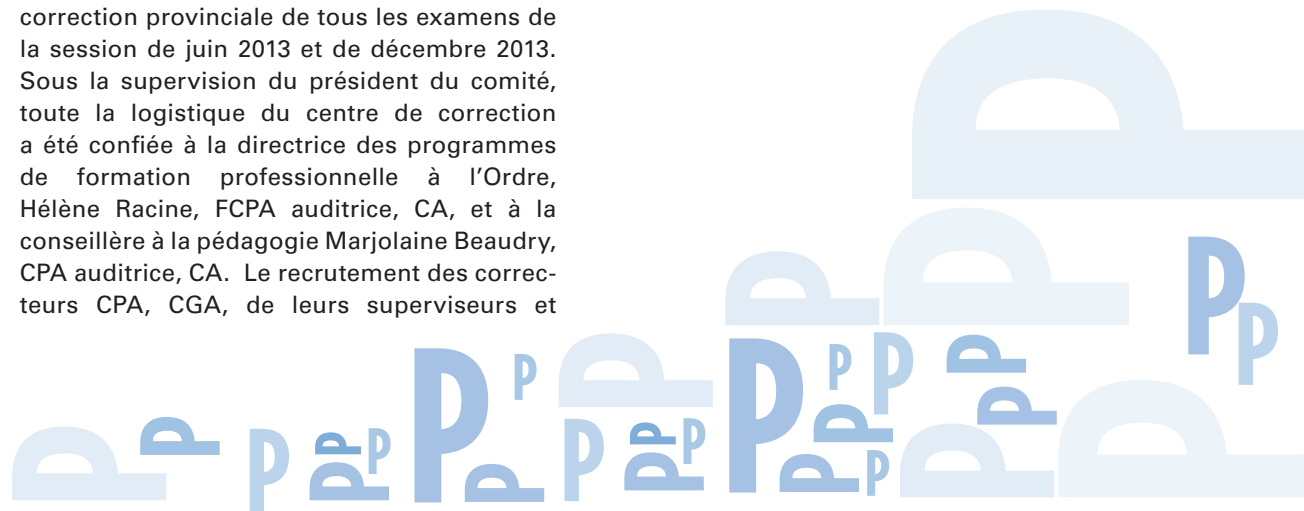 correction provinciale de tous les examens de
la session de juin 2013 et de décembre 2013.
Sous la supervision du président du comité,
toute la logistique du centre de correction
a été confiée à la directrice des programmes
de formation professionnelle à l’Ordre,
Hélène Racine, FCPA auditrice, CA, et à la
conseillère à la pédagogie Marjolaine Beaudry,
CPA auditrice, CA. Le recrutement des correc-
teurs CPA, CGA, de leurs superviseurs et